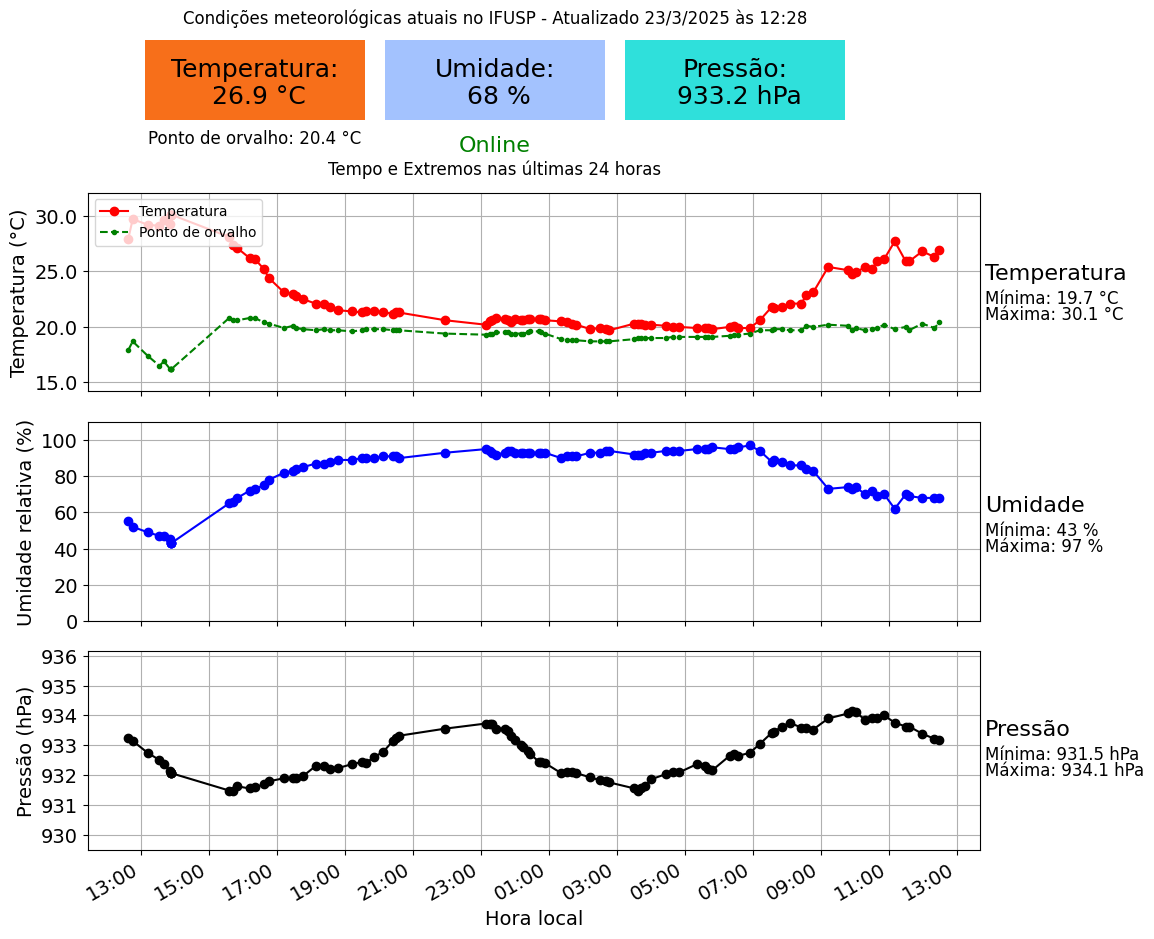 Condições meteorológicas atuais no IFUSP - Atualizado 23/3/2025 às 12:28
Temperatura:
26.9 °C
Umidade:
68 %
Pressão:
933.2 hPa
Ponto de orvalho: 20.4 °C
Online
Tempo e Extremos nas últimas 24 horas
Temperatura (°C)
30.0
25.0
20.0
15.0
Temperatura
Ponto de orvalho
Temperatura
Mínima: 19.7 °C
Máxima: 30.1 °C
Umidade relativa (%)
100
80
60
40
20
0
Umidade
Mínima: 43 %
Máxima: 97 %
Pressão (hPa)
936
935
934
933
932
931
930
Pressão
Mínima: 931.5 hPa
Máxima: 934.1 hPa
13:00 15:00 17:00 19:00 21:00 23:00 01:00 03:00 05:00 07:00 09:00 11:00 13:00
Hora local